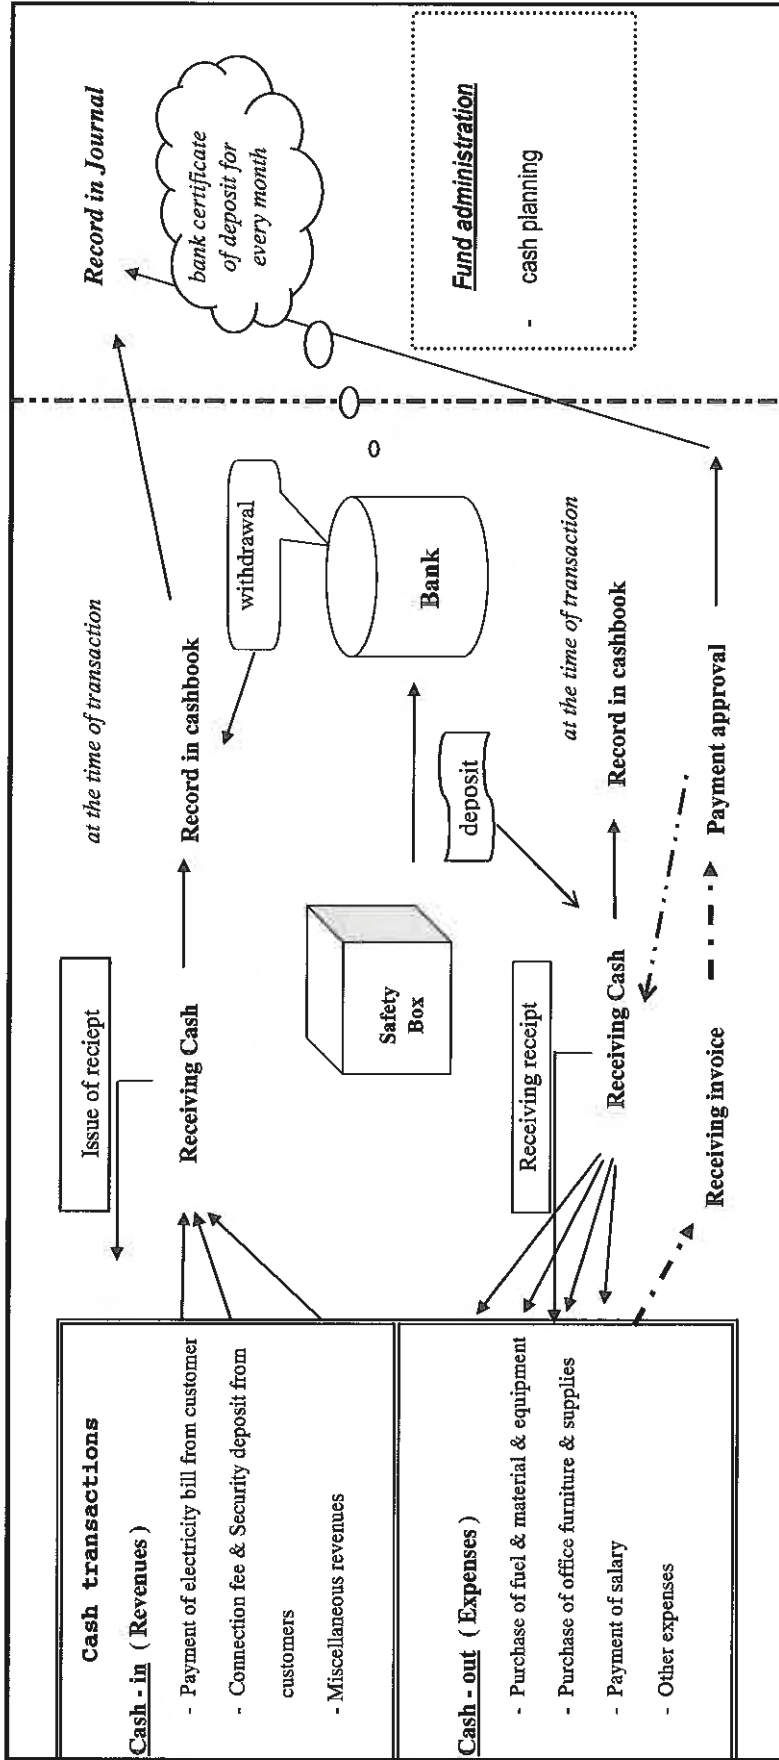 Cash transactions
Cash - in ( Revenues )
- Payment of electricity bill from customer
- Connection fee & Security deposit from
customers
- Miscellaneous revenues
Cash - out ( Expenses )
- Purchase of fuel & material & equipment
- Purchase of office furniture & supplies
- Payment of salary
- Other expenses
Issue of reciept
Receiving Cash
at the time of transaction
Record in cashbook
Record in Journal
withdrawal
bank certificate
of deposit for
every month
Safety
Box
Bank
deposit
Receiving receipt
Receiving Cash
at the time of transaction
Record in cashbook
Receiving invoice
Payment approval
Fund administration
- cash planning